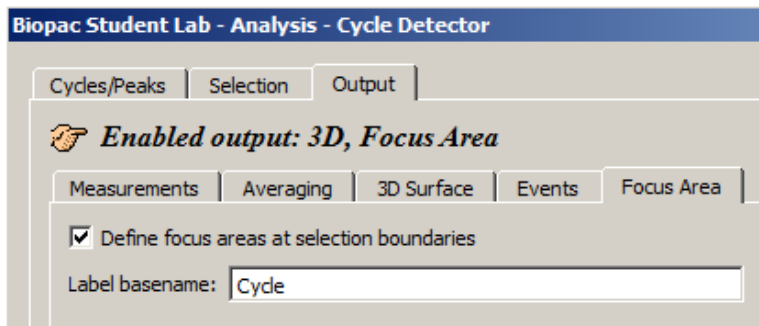 Biopac Student Lab - Analysis - Cycle Detector
Cycles/Peaks Selection Output
Enabled output: 3D, Focus Area
Measurements Averaging 3D Surface Events Focus Area
Define focus areas at selection boundaries
Label basename: Cycle